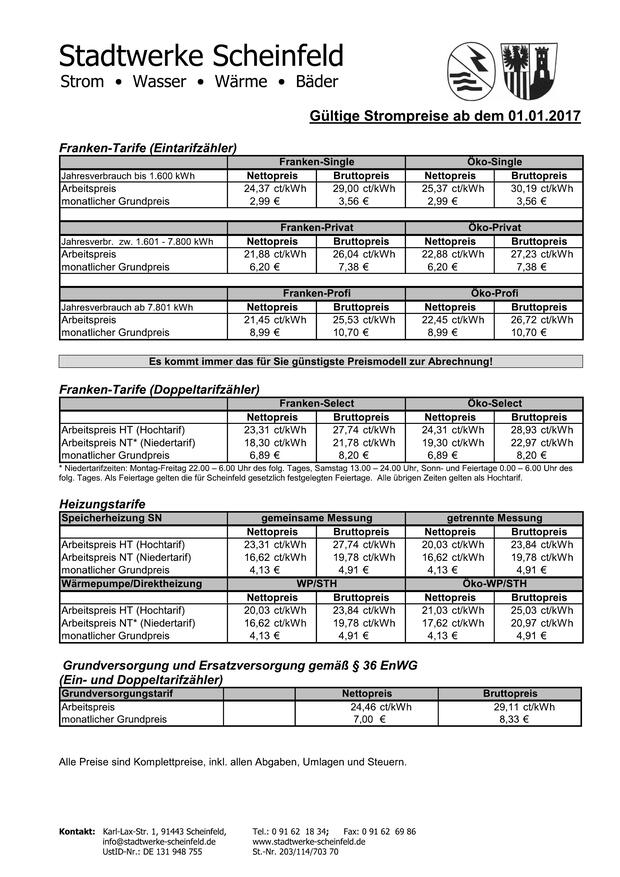 Stadtwerke Scheinfeld
Strom • Wasser • Wärme • Bäder
Gültige Strompreise ab dem 01.01.2017
Franken-Tarife (Eintarifzähler)
Franken-Single Öko-Single
Jahresverbrauch bis 1.600 kWh Nettopreis Bruttopreis Nettopreis Bruttopreis
Arbeitspreis 24,37 ct/kWh 29,00 ct/kWh 25,37 ct/kWh 30,19 ct/kWh
monatlicher Grundpreis 2,99 € 3,56 € 2,99 € 3,56 €
Franken-Privat Öko-Privat
Jahresverbr. zw. 1.601 - 7.800 kWh Nettopreis Bruttopreis Nettopreis Bruttopreis
Arbeitspreis 21,88 ct/kWh 26,04 ct/kWh 22,88 ct/kWh 27,23 ct/kWh
monatlicher Grundpreis 6,20 € 7,38 € 6,20 € 7,38 €
Franken-Profi Öko-Profi
Jahresverbrauch ab 7.801 kWh Nettopreis Bruttopreis Nettopreis Bruttopreis
Arbeitspreis 21,45 ct/kWh 25,53 ct/kWh 22,45 ct/kWh 26,72 ct/kWh
monatlicher Grundpreis 8,99 € 10,70 € 8,99 € 10,70 €
Es kommt immer das für Sie günstigste Preismodell zur Abrechnung!
Franken-Tarife (Doppeltarifzähler)
Franken-Select Öko-Select
Nettopreis Bruttopreis Nettopreis Bruttopreis
Arbeitspreis HT (Hochtarif) 23,31 ct/kWh 27,74 ct/kWh 24,31 ct/kWh 28,93 ct/kWh
Arbeitspreis NT* (Niedertarif) 18,30 ct/kWh 21,78 ct/kWh 19,30 ct/kWh 22,97 ct/kWh
monatlicher Grundpreis 6,89 € 8,20 € 6,89 € 8,20 €
* Niedertarifzeiten: Montag-Freitag 22.00 – 6.00 Uhr des folg. Tages, Samstag 13.00 – 24.00 Uhr, Sonn- und Feiertage 0.00 – 6.00 Uhr des
folg. Tages. Als Feiertage gelten die für Scheinfeld gesetzlich festgelegten Feiertage. Alle übrigen Zeiten gelten als Hochtarif.
Heizungstarife
Speicherheizung SN gemeinsame Messung getrennte Messung
Nettopreis Bruttopreis Nettopreis Bruttopreis
Arbeitspreis HT (Hochtarif) 23,31 ct/kWh 27,74 ct/kWh 20,03 ct/kWh 23,84 ct/kWh
Arbeitspreis NT (Niedertarif) 16,62 ct/kWh 19,78 ct/kWh 16,62 ct/kWh 19,78 ct/kWh
monatlicher Grundpreis 4,13 € 4,91 € 4,13 € 4,91 €
Wärmepumpe/Direktheizung WP/STH Öko-WP/STH
Nettopreis Bruttopreis Nettopreis Bruttopreis
Arbeitspreis HT (Hochtarif) 20,03 ct/kWh 23,84 ct/kWh 21,03 ct/kWh 25,03 ct/kWh
Arbeitspreis NT* (Niedertarif) 16,62 ct/kWh 19,78 ct/kWh 17,62 ct/kWh 20,97 ct/kWh
monatlicher Grundpreis 4,13 € 4,91 € 4,13 € 4,91 €
Grundversorgung und Ersatzversorgung gemäß § 36 EnWG
(Ein- und Doppeltarifzähler)
Grundversorgungstarif Nettopreis Bruttopreis
Arbeitspreis 24,46 ct/kWh 29,11 ct/kWh
monatlicher Grundpreis 7,00 € 8,33 €
Alle Preise sind Komplettpreise, inkl. allen Abgaben, Umlagen und Steuern.
Kontakt: Karl-Lax-Str. 1, 91443 Scheinfeld, Tel.: 0 91 62 18 34; Fax: 0 91 62 69 86
info@stadtwerke-scheinfeld.de www.stadtwerke-scheinfeld.de
UstID-Nr.: DE 131 948 755 St.-Nr. 203/114/703 70